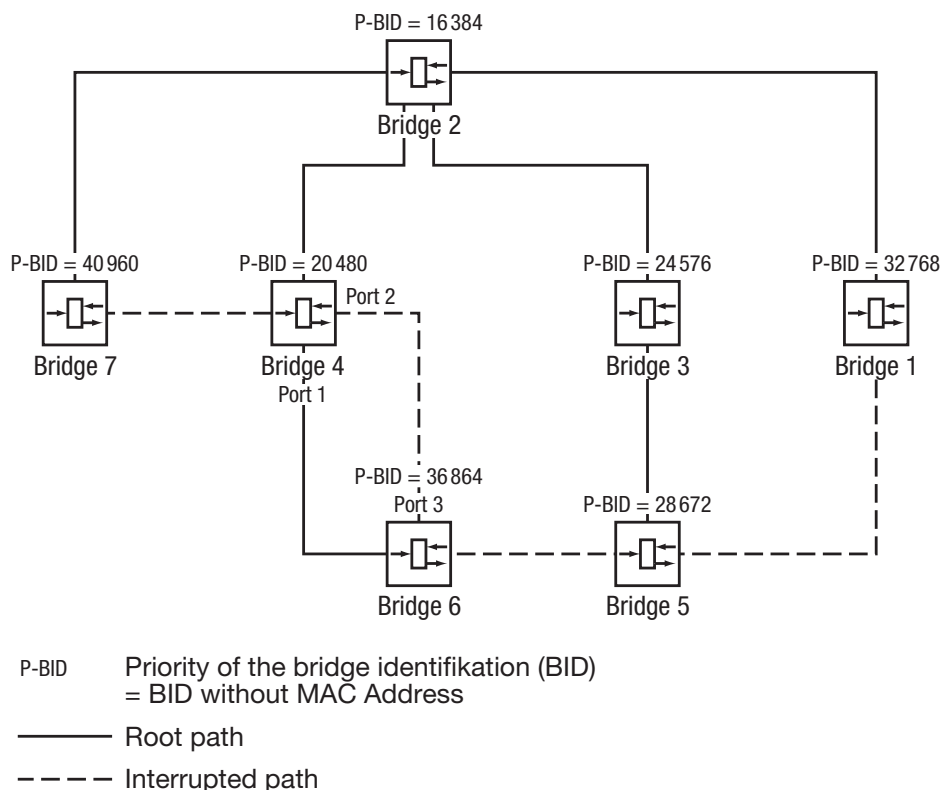 P-BID = 16 384
Bridge 2
P-BID = 40 960
P-BID = 20 480
P-BID = 24 576
P-BID = 32 768
Port 2
Bridge 7
Bridge 4
Bridge 3
Bridge 1
Port 1
P-BID = 36 864
Port 3
P-BID = 28 672
Bridge 6
Bridge 5
P-BID Priority of the bridge identifikation (BID)
= BID without MAC Address
Root path
Interrupted path